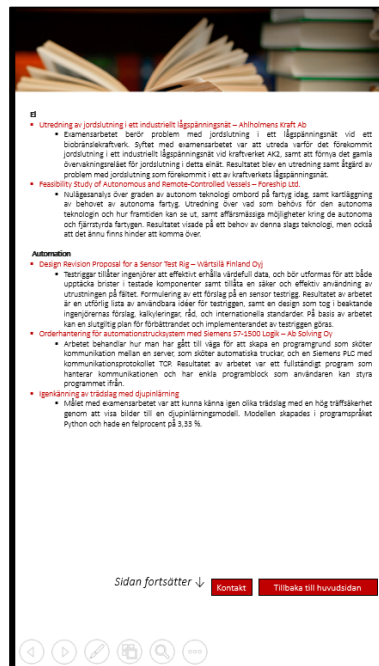 El
Utredning av jordslutning i ett industriellt lågspänningsnät – Ahlholmens Kraft Ab
Examensarbetet berör problem med jordslutning i ett lågspänningsnät vid ett
biobränslekraftverk. Syftet med examensarbetet var att utreda varför det förekommit
jordslutning i ett industriellt lågspänningsnät vid kraftverket AK2, samt att förnya det gamla
övervakningsreläet för jordslutning i detta elnät. Resultatet blev en utredning samt åtgärd av
problem med jordslutning som förekommit i ett av kraftverkets lågspänningsnät.
Feasibility Study of Autonomous and Remote-Controlled Vessels – Foreship Ltd.
Nulägesanalys över graden av autonom teknologin ombord på fartyg idag, samt kartläggning
av behovet av autonoma fartyg. Utredning över vad som behövs för den autonoma
teknologin och hur framtiden kan se ut, samt affärsmässiga möjligheter kring de autonoma
och fjärrstyrda fartygen. Resultatet visade på ett behov av denna slags teknologi, men också
att det ännu finns hinder att komma över.
Automation
Design Revision Proposal for a Sensor Test Rig – Wärtsilä Finland Oyj
Testriggar tillåter ingenjörer att effektivt erhålla värdefull data, och bör utformas för att både
upptäcka brister i testade komponenter samt tillåta en säker och effektiv användning av
utrustningen på fältet. Formulering av ett förslag på en sensor testrig. Resultatet av arbetet
är en utförlig lista av användbara idéer för testriggen, samt en design som tog i beaktande
ingenjörernas förslag, kalkyleringar, råd, och internationella standarder. På basis av arbetet
kan en slutgiltig plan för förbättrandet och implementerandet av testriggen göras.
Orderhantering för automationstrucksystem med Siemens S7-1500 Logik – Ab Solving Oy
Arbetet behandlar hur man har gått till väga för att skapa en programgrund som sköter
kommunikation mellan en server, som sköter automatiska truckar, och en Siemens PLC med
kommunikationsprotokollet TCP. Resultatet av arbetet var ett fullständigt program som
hanterar kommunikationen och har enkla programblock som användaren kan styra
programmet ifrån.
Igenkänning av trädslag med djupinlärning
Målet med examensarbetet var att kunna känna igen olika trädslag med en hög träffsäkerhet
genom att visa bilder till en djupinlärningsmodell. Modellen skapades i programspråket
Python och hade en felprocent på 3,33 %.
Sidan fortsätter ↓
Kontakt
Tillbaka till huvudsidan